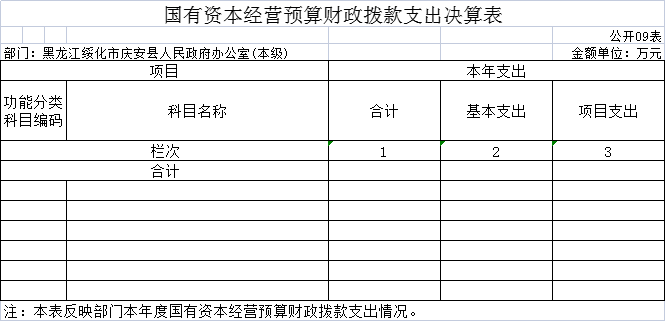 国有资本经营预算财政拨款支出决算表
公开09表
部门：黑龙江绥化市庆安县人民政府办公室(本级) 金额单位：万元
项目 本年支出
功能分类
科目编码 科目名称 合计 基本支出 项目支出
栏次 1 2 3
合计
注：本表反映部门本年度国有资本经营预算财政拨款支出情况。